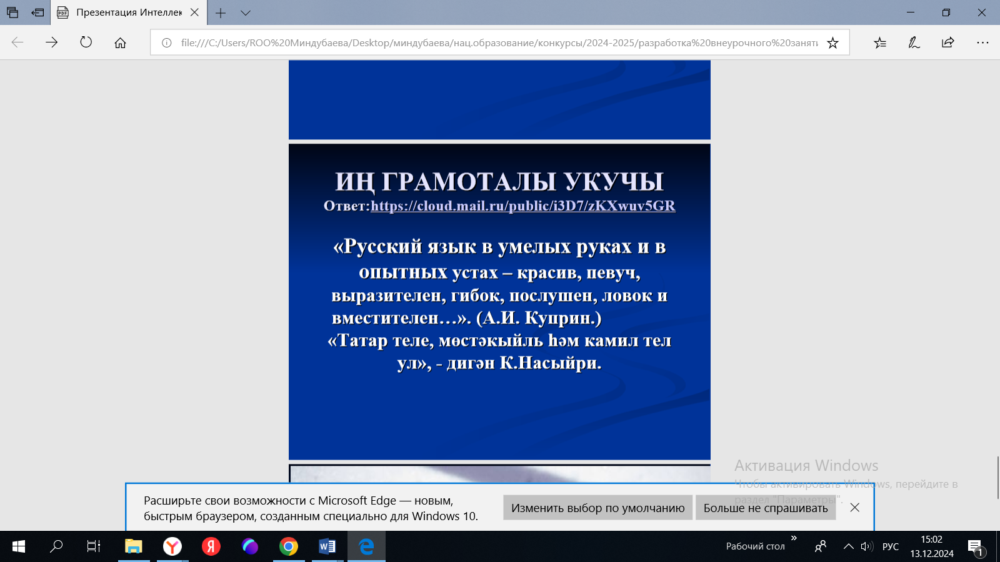 Презентация Интеллек
file:///C:/Users/ROO%20Миндубаева/Desktop/миндубаева/нац.образование/конкурсы/2024-2025/разработка%20внеурочного%20заняти
ИҢ ГРАМОТАЛЫ УКУЧЫ
Ответ:https://cloud.mail.ru/public/i3D7/zKXwuv5GR
«Русский язык в умелых руках и в
опытных устах – красив, певуч,
выразителен, гибок, послушен, ловок и
вместителен…». (А.И. Куприн.)
«Татар теле, мөстәкыйль һәм камил тел
ул», - дигән К.Насыйри.
Активация Windows
Чтобы активировать Windows, перейдите в
раздел "Параметры".
Расширьте свои возможности с Microsoft Edge — новым,
быстрым браузером, созданным специально для Windows 10.
Изменить выбор по умолчанию
Больше не спрашивать
Рабочий стол
»
РУС
15:02
13.12.2024
1